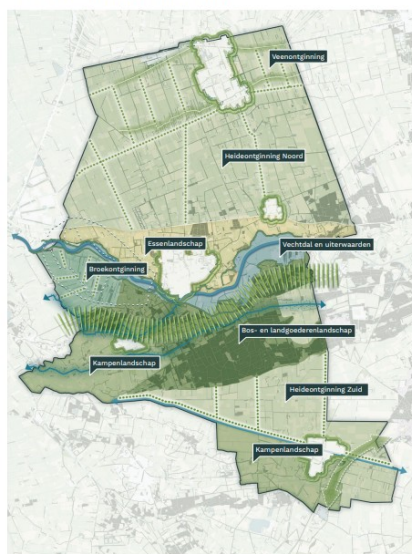 Veenontginning
Heideontginning Noord
Essenlandschap
Vechtdal en uiterwaarden
Broekontginning
Bos- en landgoederenlandschap
Kampenlandschap
Heideontginning Zuid
Kampenlandschap